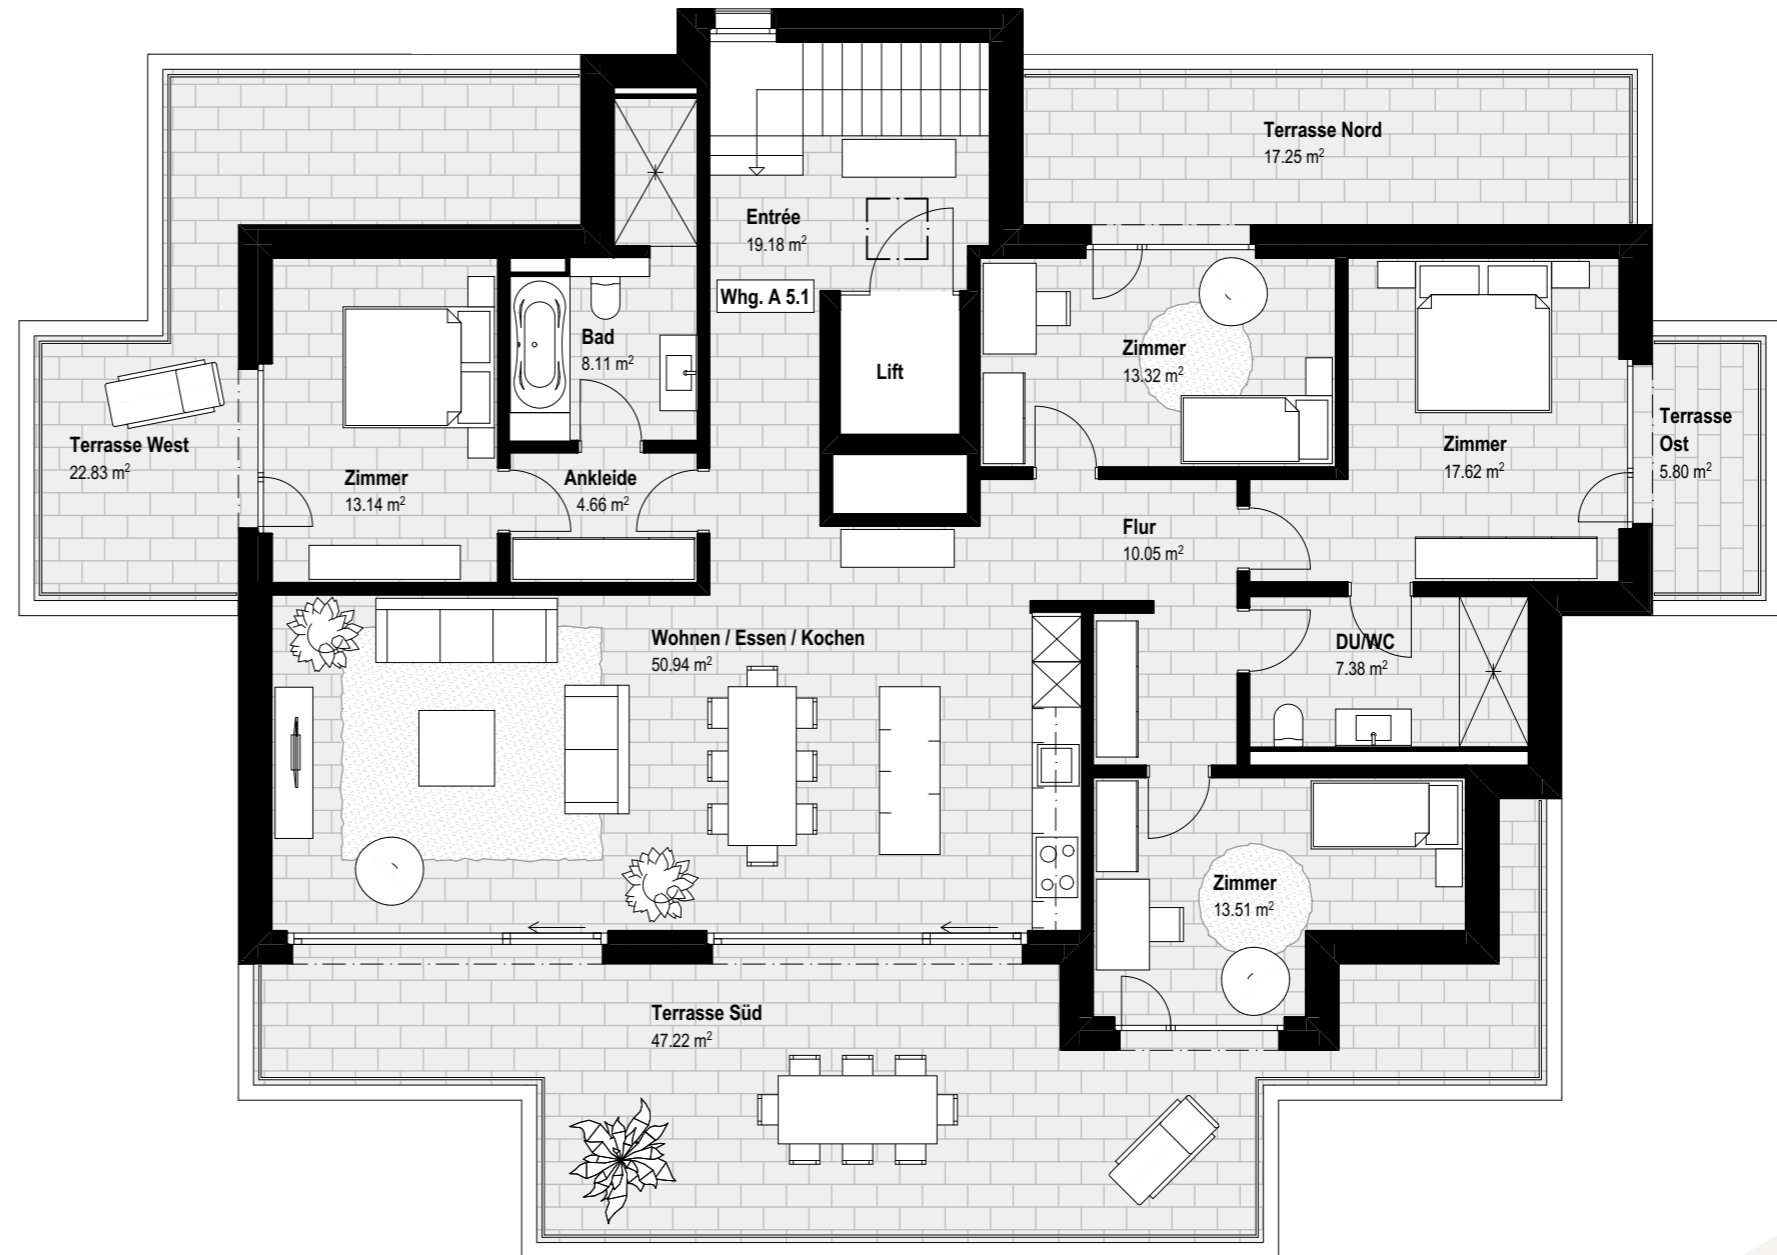 Terrasse Nord
17.25 m²
Entrée
19.18 m²
Whg. A 5.1
Bad
8.11 m²
Lift
Zimmer
13.32 m²
Terrasse West
22.83 m²
Zimmer
13.14 m²
Ankleide
4.66 m²
Zimmer
17.62 m²
Terrasse
Ost
5.80 m²
Flur
10.05 m²
Wohnen / Essen / Kochen
50.94 m²
DU/WC
7.38 m²
Zimmer
13.51 m²
Terrasse Süd
47.22 m²